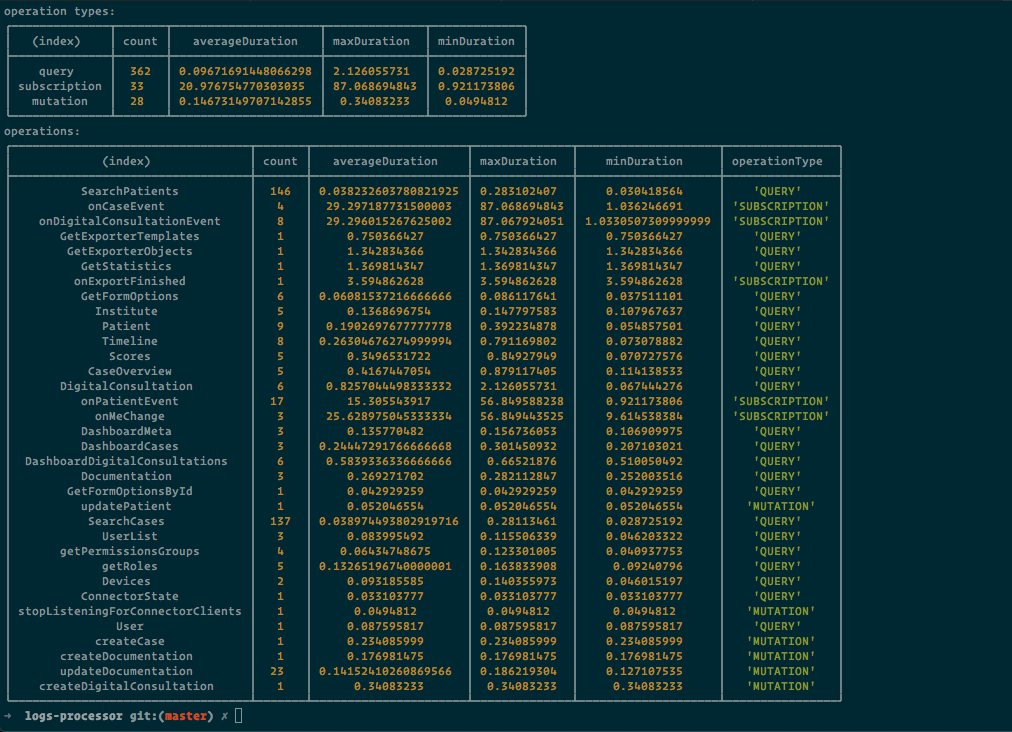 operation types:
(index) count averageDuration maxDuration minDuration
query 362 0.09671691448066298 2.126055731 0.028725192
subscription 33 20.976754770303035 87.068694843 0.921173806
mutation 28 0.14673149707142855 0.34083233 0.0494812
operations:
(index) count averageDuration maxDuration minDuration operationType
SearchPatients 146 0.038232603780821925 0.283102407 0.030418564 'QUERY'
onCaseEvent 4 29.297187731500003 87.068694843 1.036246691 'SUBSCRIPTION'
onDigitalConsultationEvent 8 29.296015267625002 87.067924051 1.0330507309999999 'SUBSCRIPTION'
GetExporterTemplates 1 0.750366427 0.750366427 0.750366427 'QUERY'
GetExporterObjects 1 1.342834366 1.342834366 1.342834366 'QUERY'
GetStatistics 1 1.369814347 1.369814347 1.369814347 'QUERY'
onExportFinished 1 3.594862628 3.594862628 3.594862628 'SUBSCRIPTION'
GetFormOptions 6 0.06081537216666666 0.086117641 0.037511101 'QUERY'
Institute 5 0.1368696754 0.147797583 0.107967637 'QUERY'
Patient 9 0.1902697677777778 0.392234878 0.054857501 'QUERY'
Timeline 8 0.26304676274999994 0.791169802 0.073078882 'QUERY'
Scores 5 0.3496531722 0.84927949 0.070727576 'QUERY'
CaseOverview 5 0.4167447054 0.879117405 0.114138533 'QUERY'
DigitalConsultation 6 0.8257044498333332 2.126055731 0.067444276 'QUERY'
onPatientEvent 17 15.305543917 56.849588238 0.921173806 'SUBSCRIPTION'
onMeChange 3 25.628975045333334 56.849443525 9.614538384 'SUBSCRIPTION'
DashboardMeta 3 0.135770482 0.156736053 0.106909975 'QUERY'
DashboardCases 3 0.24447291766666668 0.301450932 0.207103021 'QUERY'
DashboardDigitalConsultations 6 0.5839336336666666 0.66521876 0.510050492 'QUERY'
Documentation 3 0.269271702 0.282112847 0.252003516 'QUERY'
GetFormOptionsById 1 0.042929259 0.042929259 0.042929259 'QUERY'
updatePatient 1 0.052046554 0.052046554 0.052046554 'MUTATION'
SearchCases 137 0.038974493802919716 0.28113461 0.028725192 'QUERY'
UserList 3 0.083995492 0.115506339 0.046203322 'QUERY'
getPermissionsGroups 4 0.06434748675 0.123301005 0.040937753 'QUERY'
getRoles 5 0.13265196740000001 0.163833908 0.09240796 'QUERY'
Devices 2 0.093185585 0.140355973 0.046015197 'QUERY'
ConnectorState 1 0.033103777 0.033103777 0.033103777 'QUERY'
stopListeningForConnectorClients 1 0.0494812 0.0494812 0.0494812 'MUTATION'
User 1 0.087595817 0.087595817 0.087595817 'QUERY'
createCase 1 0.234085999 0.234085999 0.234085999 'MUTATION'
createDocumentation 1 0.176981475 0.176981475 0.176981475 'MUTATION'
updateDocumentation 23 0.14152410260869566 0.186219304 0.127107535 'MUTATION'
createDigitalConsultation 1 0.34083233 0.34083233 0.34083233 'MUTATION'
→ logs-processor git:(master) ✗